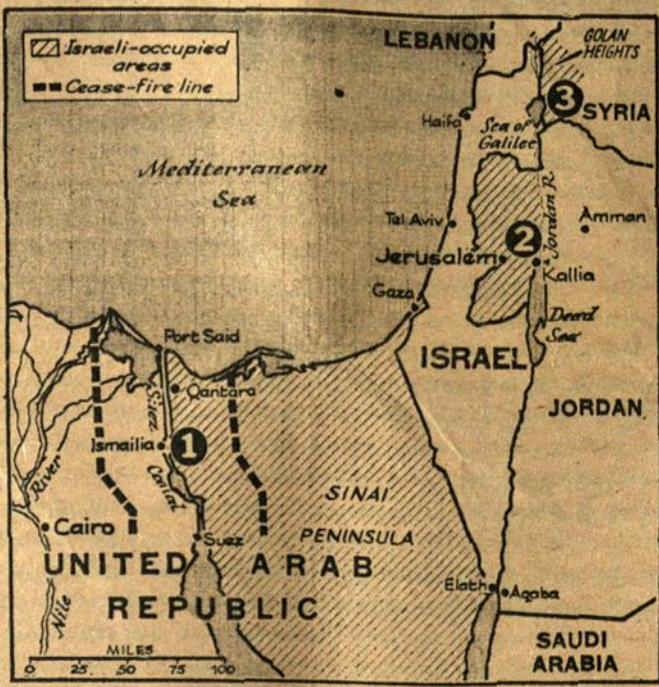 Israeli-occupied
areas
Cease-fire line
LEBANON
GOLAN
HEIGHTS
3
SYRIA
Haifa
Sea of
Galilee
Mediterranean
Sea
Tel Aviv
Jordan R.
Amman
2
Jerusalem
Kallia
Gaza
Dead
Sea
Port Said
ISRAEL
Qantara
JORDAN
Suez
Canal
Ismailia
1
River
Nile
SINAI
PENINSULA
Cairo
Suez
UNITED ARAB
REPUBLIC
Elath
Aqaba
MILES
0 25 50 75 100
SAUDI
ARABIA